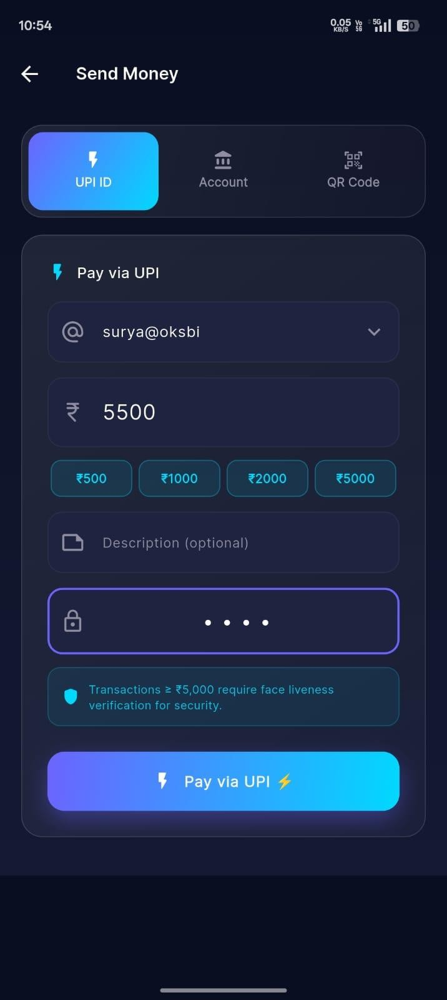 10:54
0.05 KB/S Vo 5G 5G 50
Send Money
UPI ID
Account
QR Code
Pay via UPI
surya@oksbi
₹ 5500
₹500
₹1000
₹2000
₹5000
Description (optional)
Transactions ≥ ₹5,000 require face liveness
verification for security.
Pay via UPI ⚡